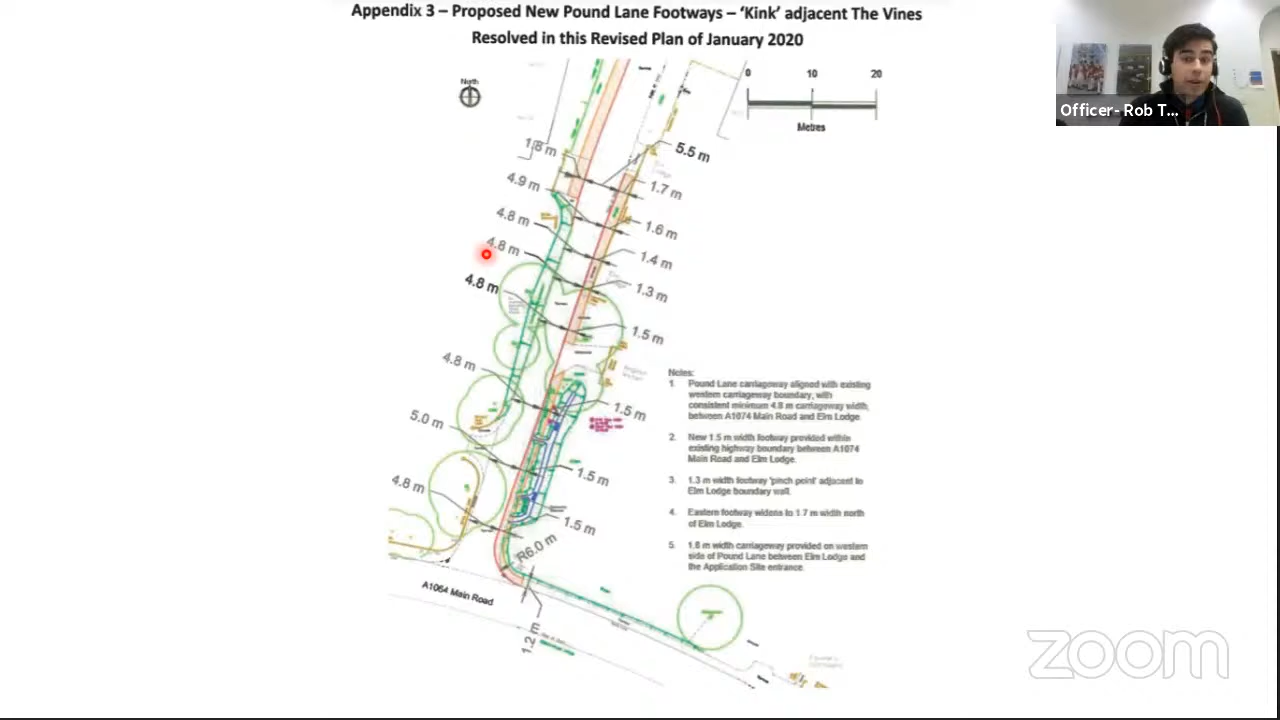 Appendix 3 – Proposed New Pound Lane Footways – ‘Kink’ adjacent The Vines
Resolved in this Revised Plan of January 2020
Officer- Rob T...
North
0 10 20
Metres
1.8 m
5.5 m
4.9 m
1.7 m
4.8 m
1.6 m
4.8 m
1.4 m
4.8 m
1.3 m
1.5 m
4.8 m
1.5 m
5.0 m
1.5 m
4.8 m
1.5 m
R6.0 m
A1064 Main Road
1.2 m
Notes:
1. Pound Lane carriageway aligned with existing
western carriageway boundary, with
consistent minimum 4.8 m carriageway width,
between A1074 Main Road and Elm Lodge.
2. New 1.5 m width footway provided within
existing highway boundary between A1074
Main Road and Elm Lodge.
3. 1.3 m width footway 'pinch point' adjacent to
Elm Lodge boundary wall.
4. Eastern footway widens to 1.7 m width north
of Elm Lodge.
5. 1.8 m width carriageway provided on western
side of Pound Lane between Elm Lodge and
the Application Site entrance.
zoom